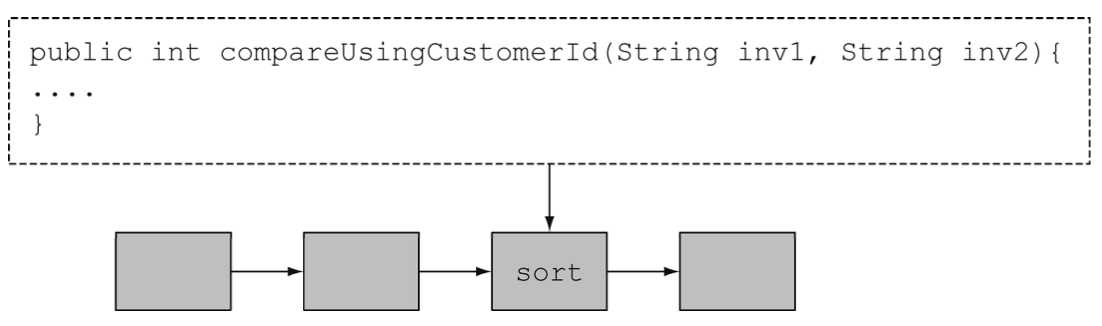 public int compareUsingCustomerId(String inv1, String inv2){
....
}
sort